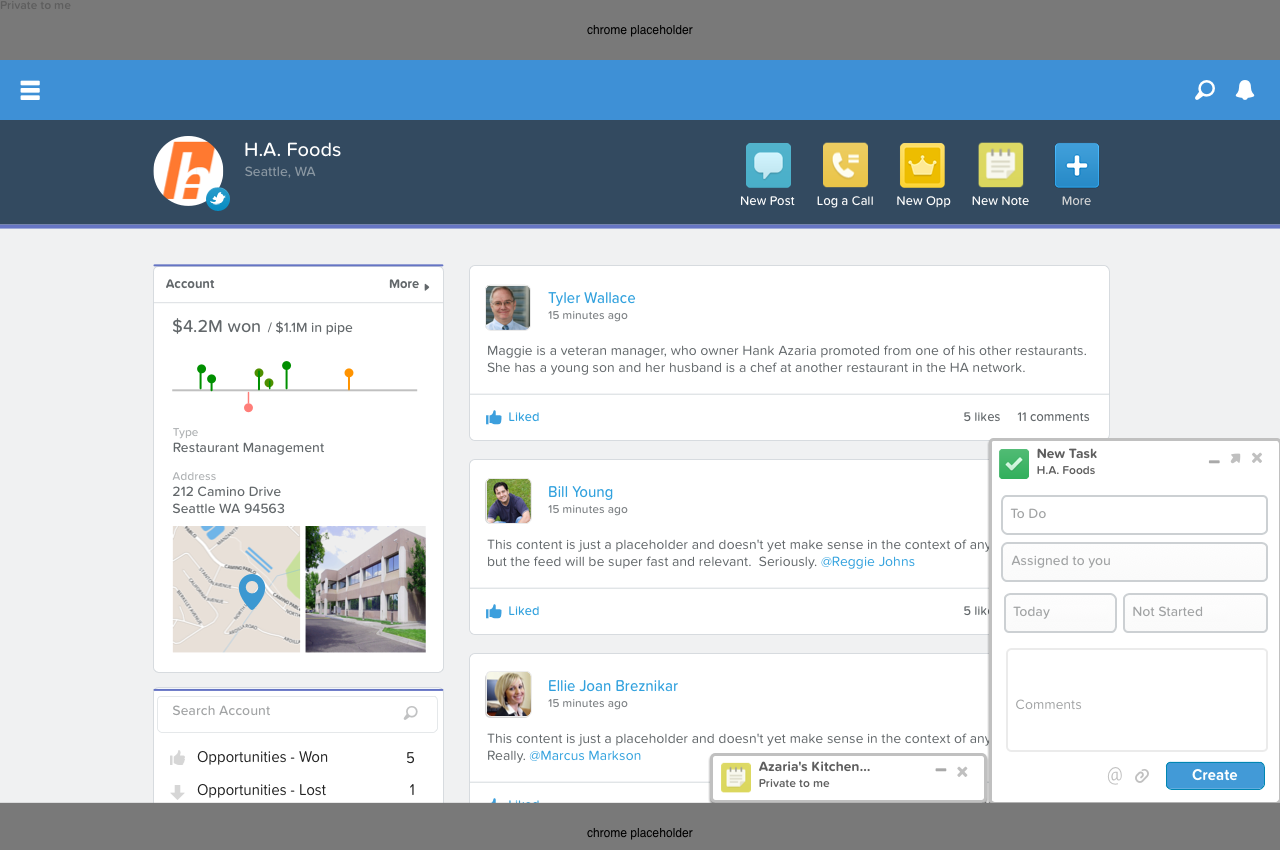 Private to me
chrome placeholder
H.A. Foods
Seattle, WA
New Post
Log a Call
New Opp
New Note
More
Account
More
$4.2M won / $1.1M in pipe
Type
Restaurant Management
Address
212 Camino Drive
Seattle WA 94563
Search Account
Opportunities - Won 5
Opportunities - Lost 1
Tyler Wallace
15 minutes ago
Maggie is a veteran manager, who owner Hank Azaria promoted from one of his other restaurants.
She has a young son and her husband is a chef at another restaurant in the HA network.
Liked
5 likes 11 comments
Bill Young
15 minutes ago
This content is just a placeholder and doesn't yet make sense in the context of any
but the feed will be super fast and relevant. Seriously. @Reggie Johns
Liked
5 like
Ellie Joan Breznikar
15 minutes ago
This content is just a placeholder and doesn't yet make sense in the context of any
Really. @Marcus Markson
Liked
Azaria's Kitchen...
Private to me
New Task
H.A. Foods
To Do
Assigned to you
Today
Not Started
Comments
@
Create
chrome placeholder